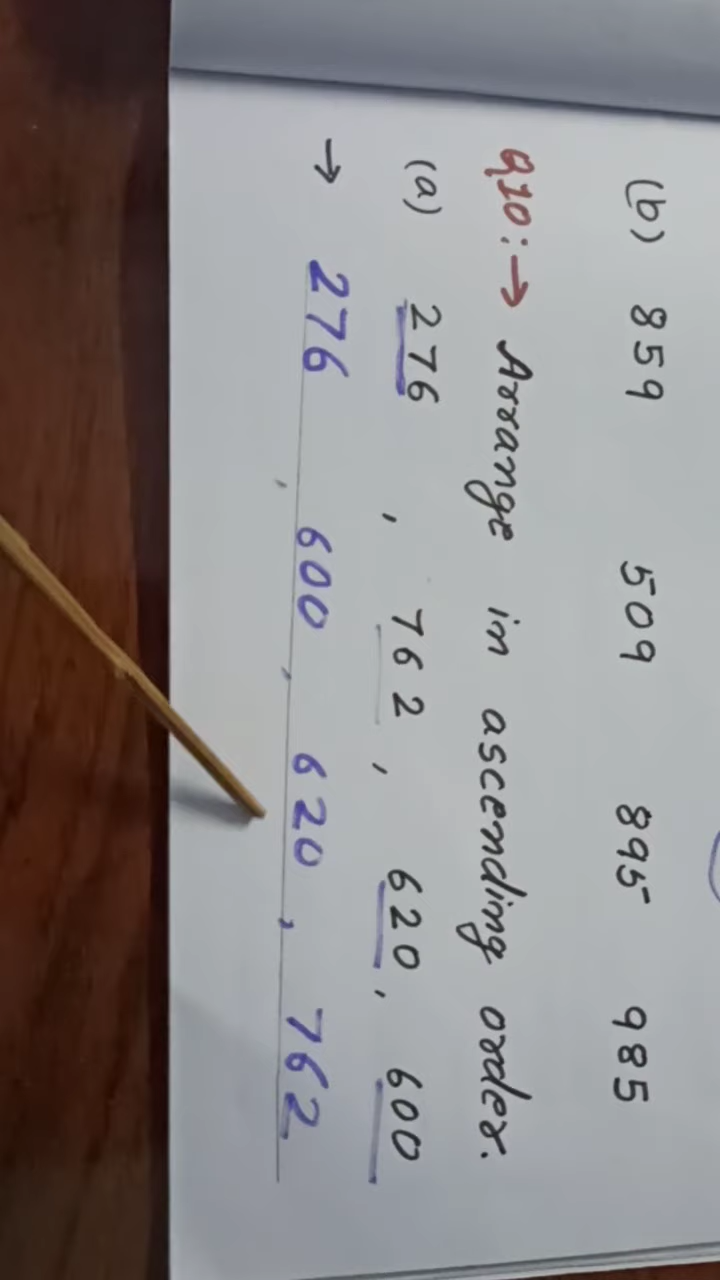 (b) 859 509 895 985
Q10:→ Arrange in ascending order.
(a) 276 , 762 , 620 , 600
→ 276 , 600 , 620 , 762